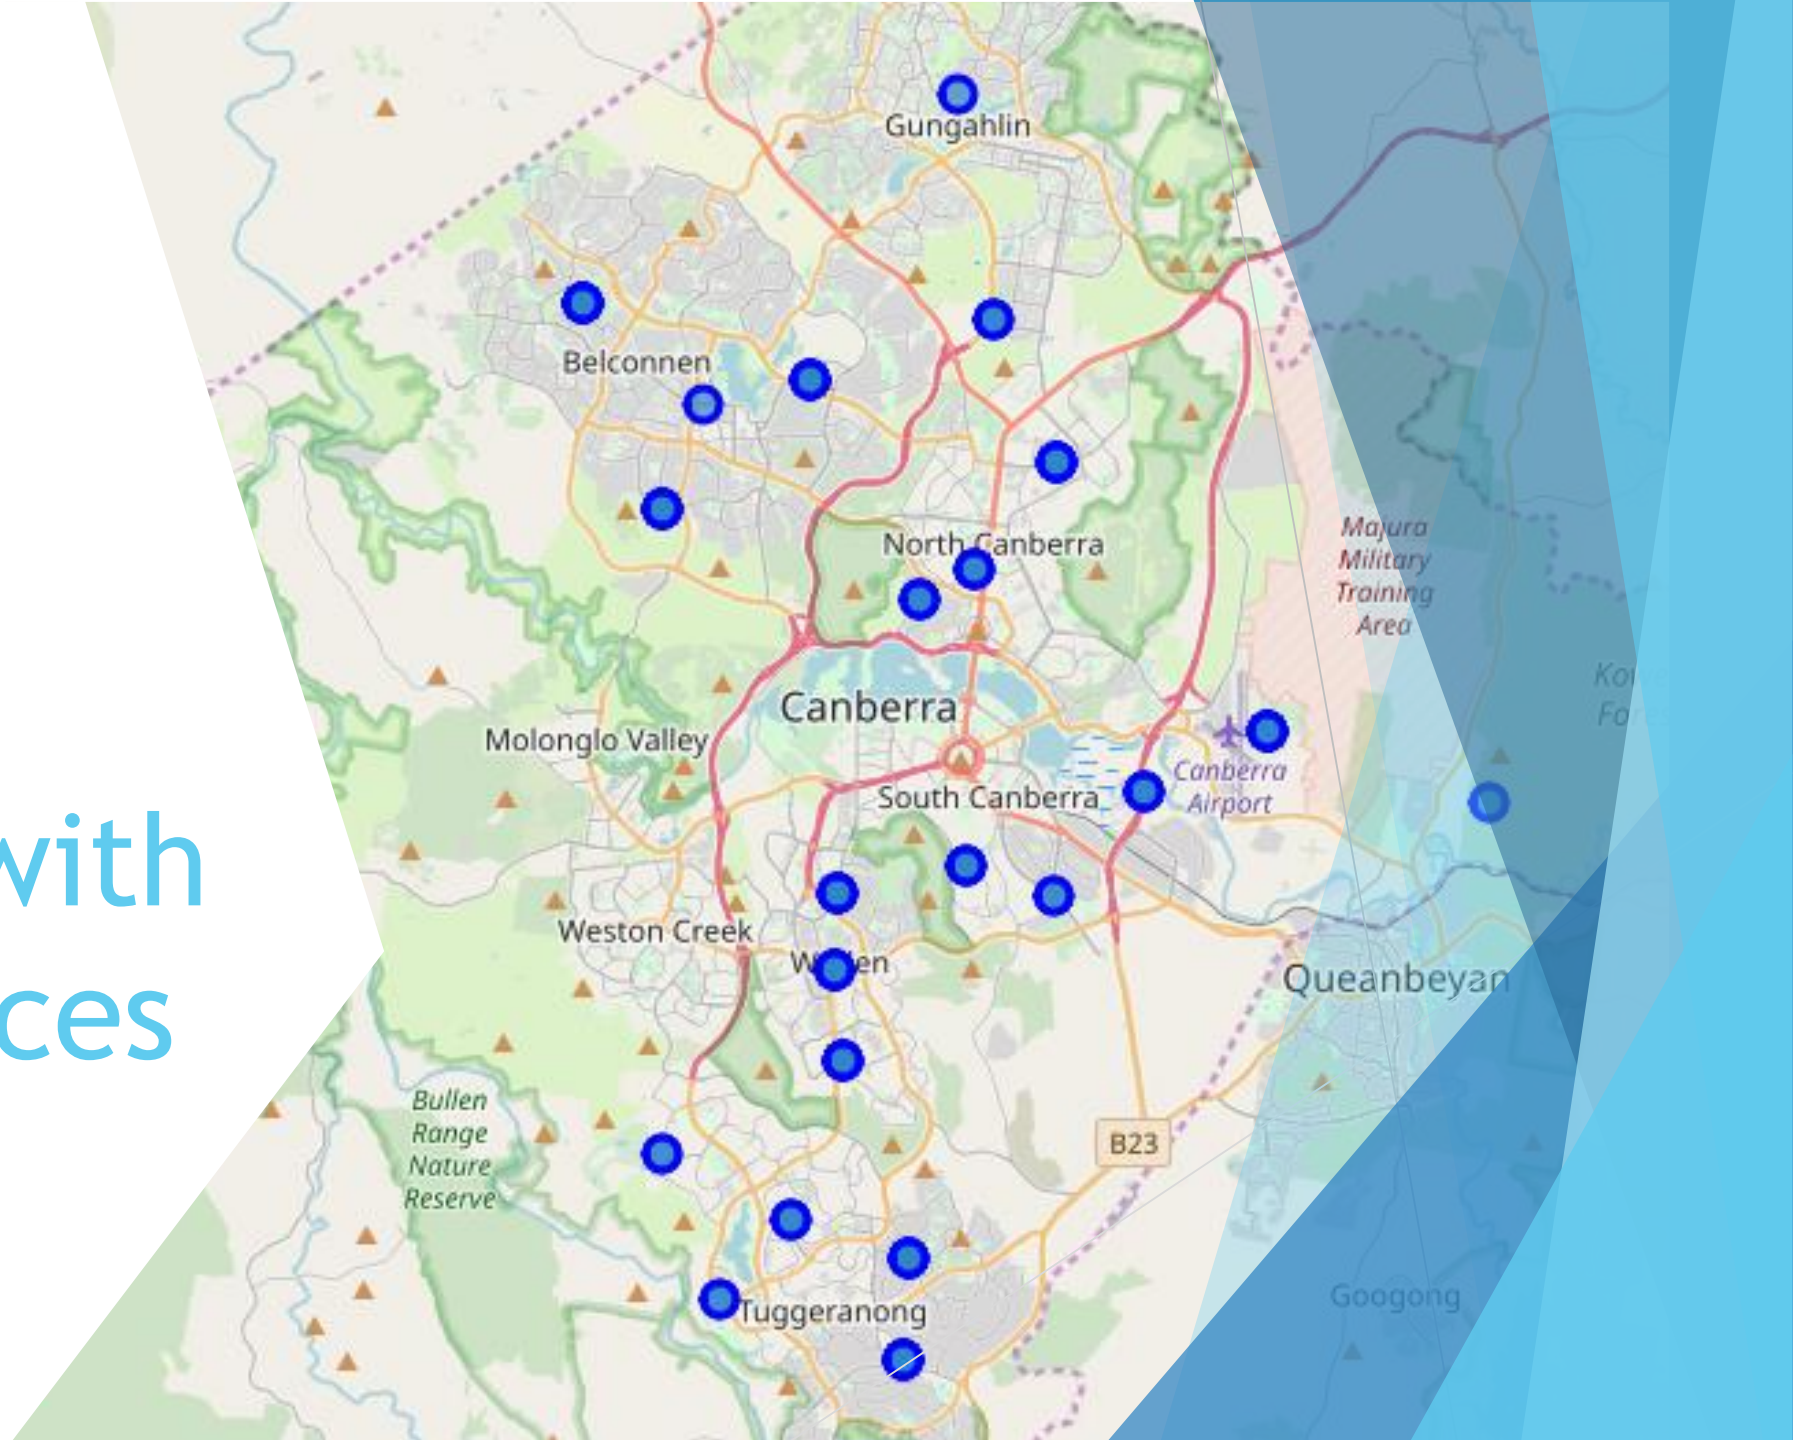 Gungahlin
Belconnen
North Canberra
Majura
Military
Training
Area
Canberra
Molonglo Valley
Canberra
Airport
South Canberra
with
Weston Creek
Queanbeyan
ces
Bullen
Range
Nature
Reserve
B23
Googong
Tuggeranong